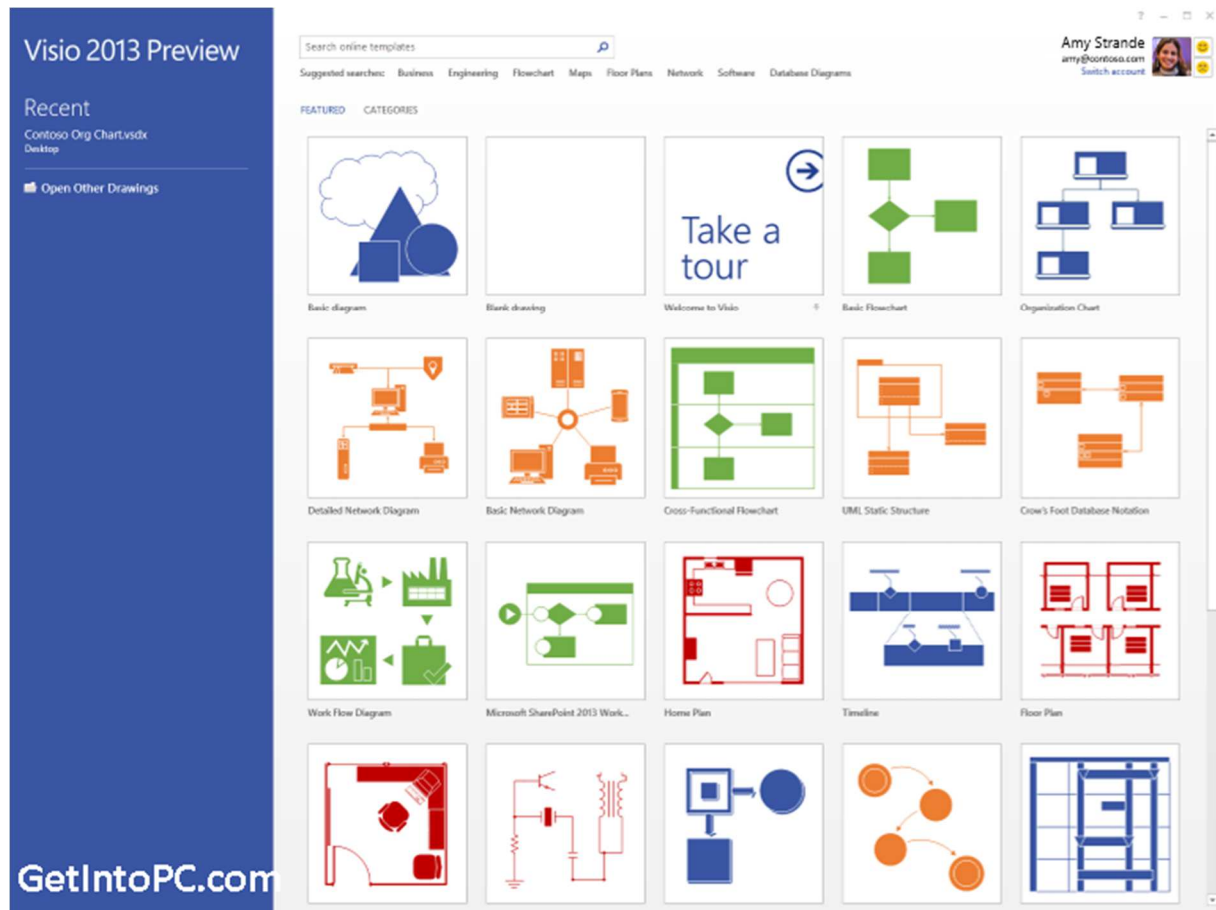 Visio 2013 Preview
Recent
Contoso Org Chart.vsdx
Desktop
Open Other Drawings
?
Search online templates
Amy Strande
amy@contoso.com
Switch account
Suggested searches: Business Engineering Flowchart Maps Floor Plans Network Software Database Diagrams
FEATURED CATEGORIES
Take a
tour
Basic diagram
Blank drawing
Welcome to Visio
Basic Flowchart
Organization Chart
Detailed Network Diagram
Basic Network Diagram
Cross-Functional Flowchart
UML Static Structure
Crow's Foot Database Notation
Work Flow Diagram
Microsoft SharePoint 2013 Work...
Home Plan
Timeline
Floor Plan
GetIntoPC.com